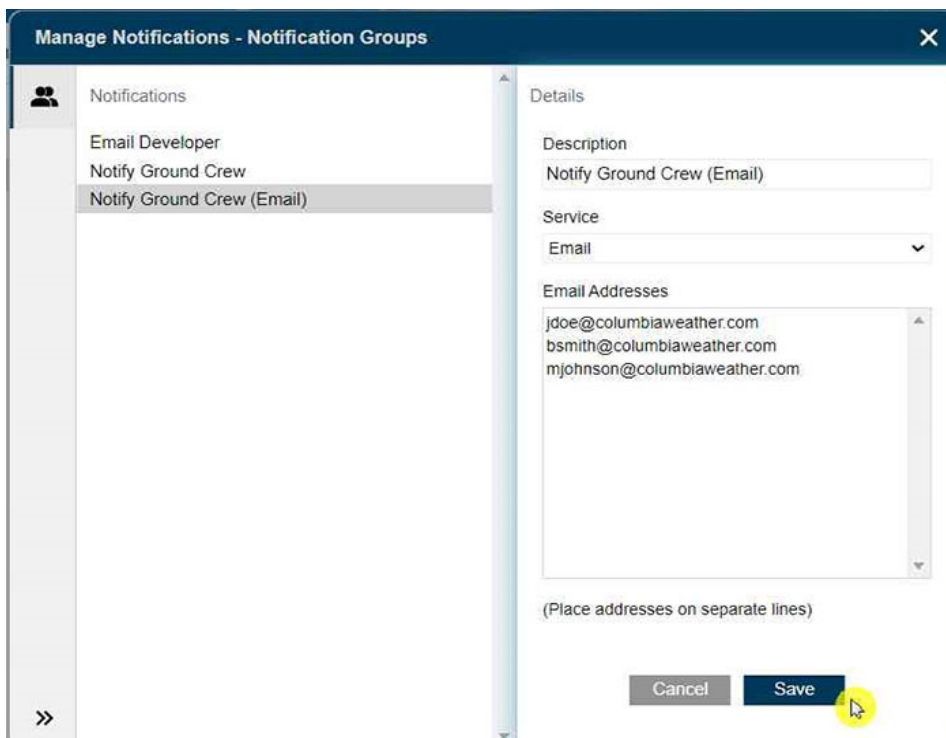 Manage Notifications - Notification Groups
Notifications
Email Developer
Notify Ground Crew
Notify Ground Crew (Email)
Details
Description
Notify Ground Crew (Email)
Service
Email
Email Addresses
jdoe@columbiaweather.com
bsmith@columbiaweather.com
mjohnson@columbiaweather.com
(Place addresses on separate lines)
Cancel
Save